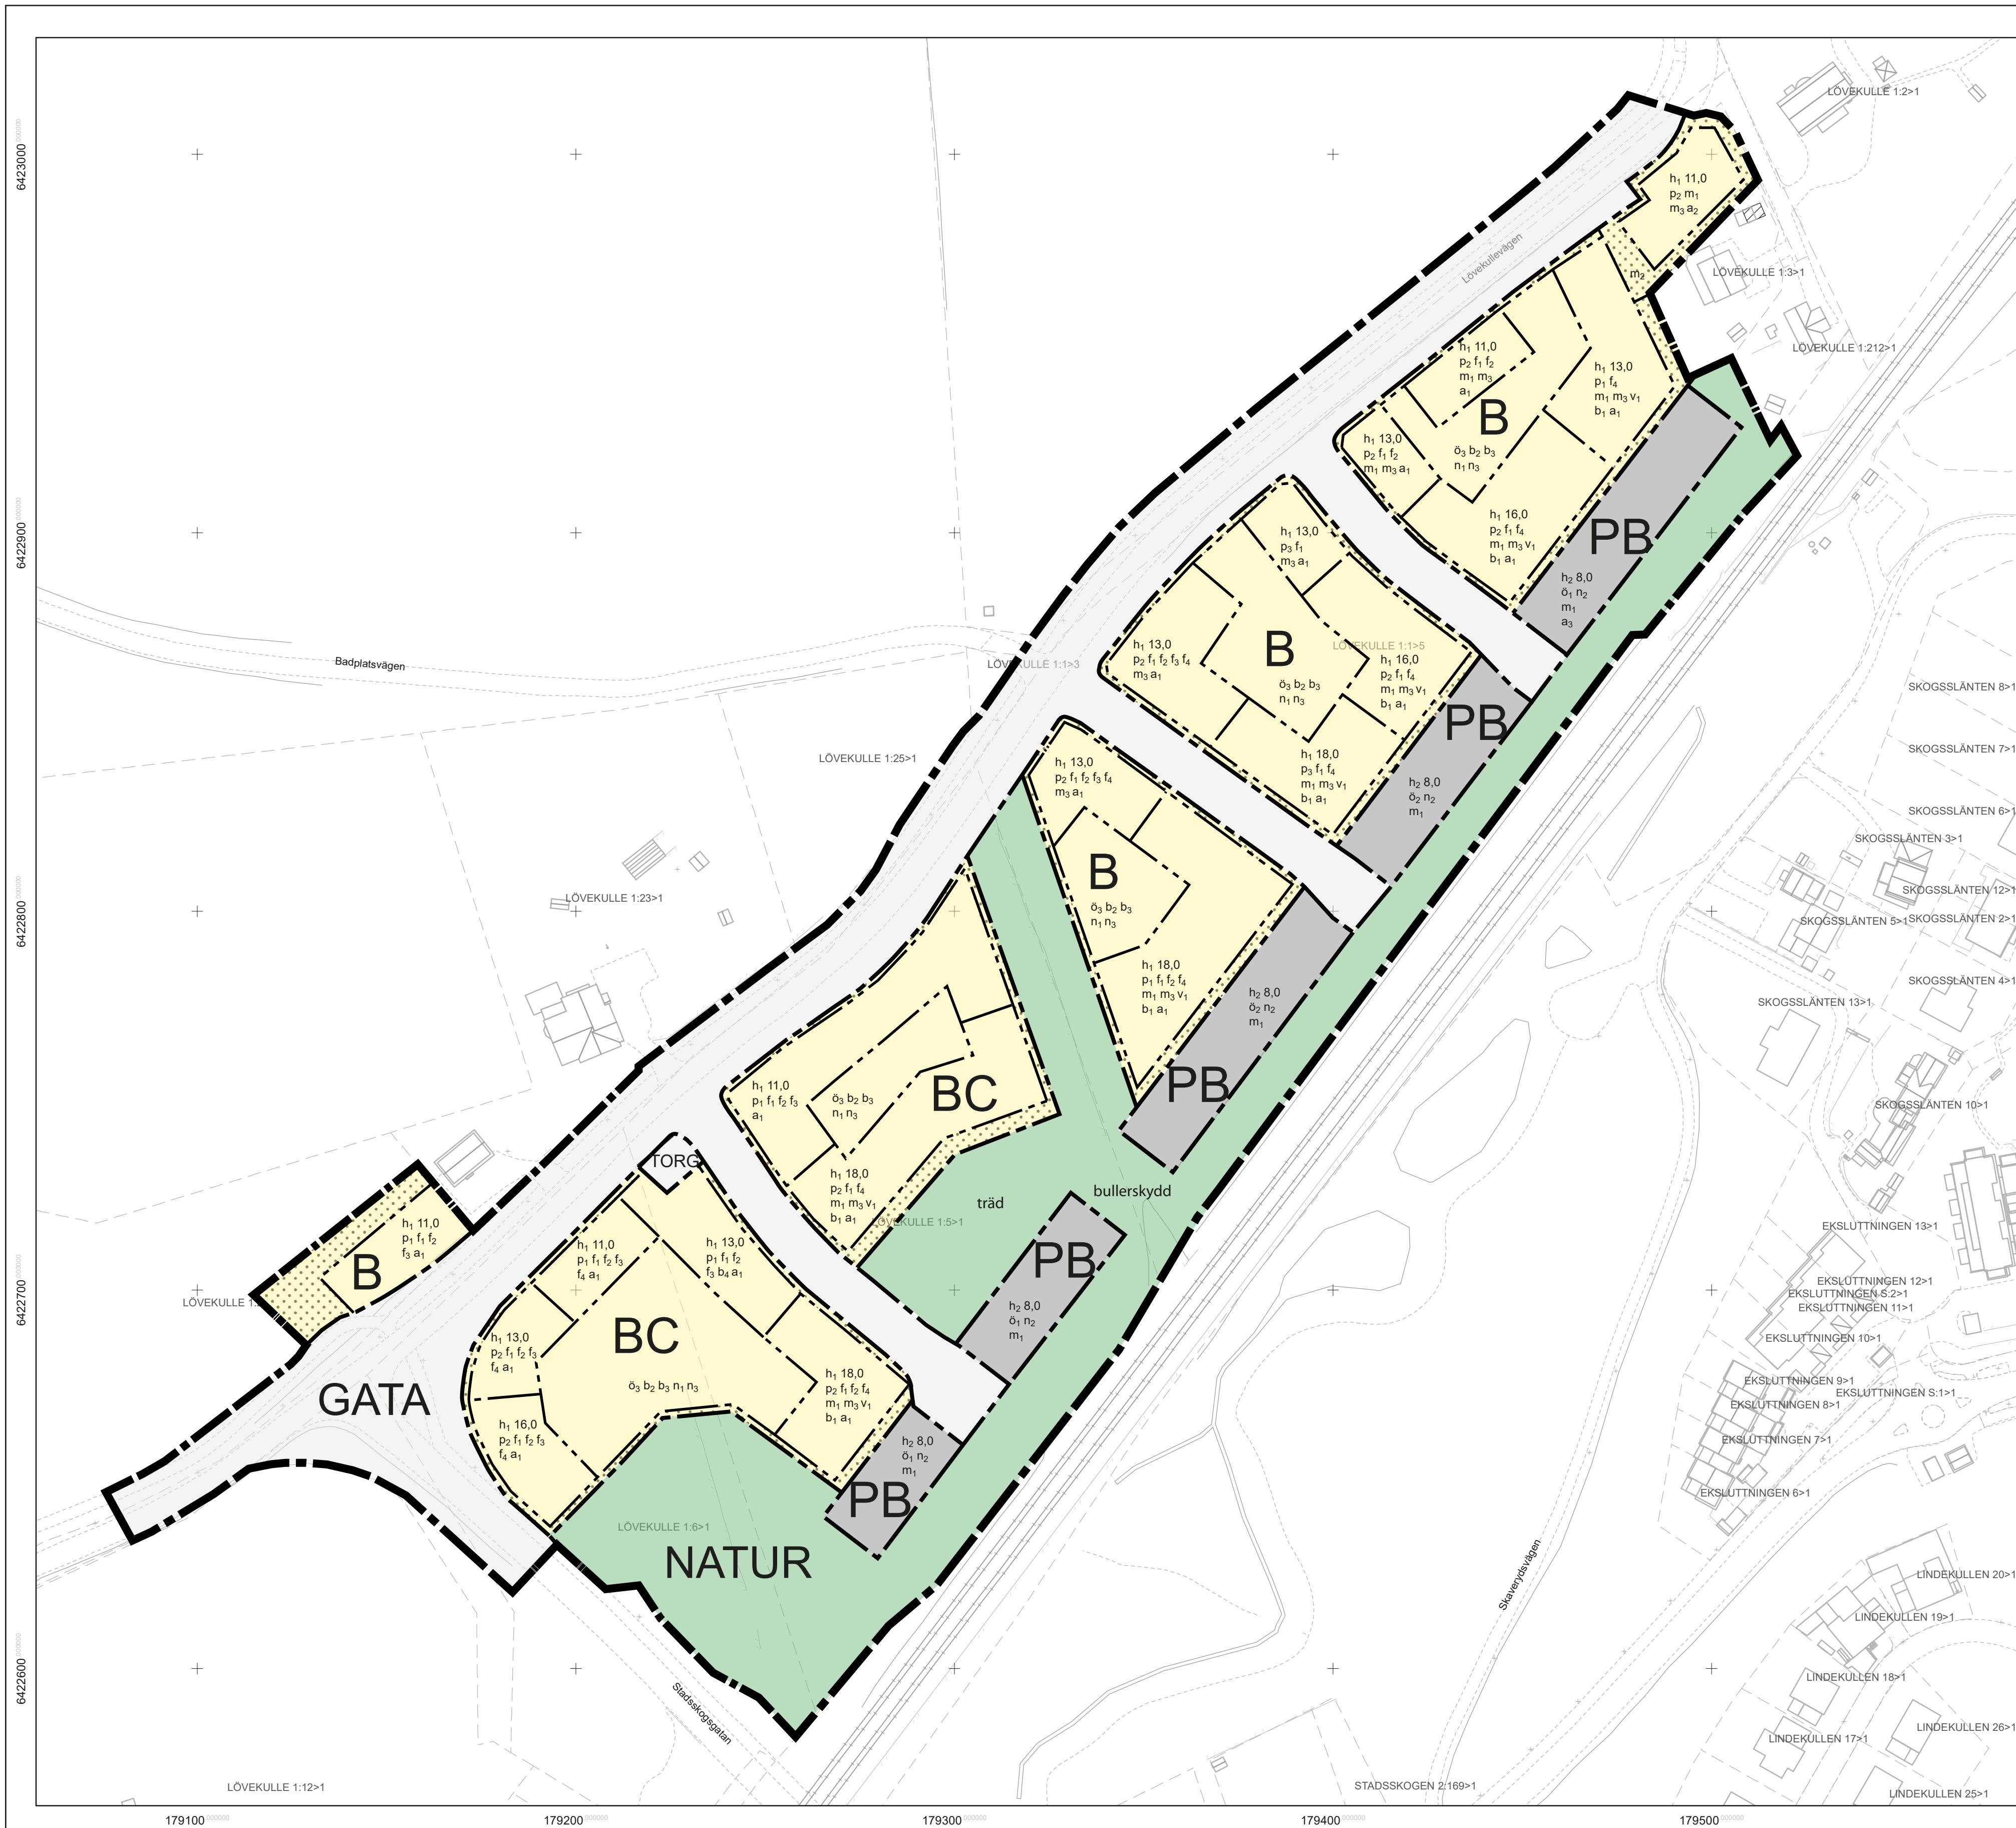 LÖVEKULLE 1:2>1
6423000
h₁ 11,0
p₂ m₁
m₃ a₂
Lövekullevägen
m₂
LÖVEKULLE 1:3>1
LÖVEKULLE 1:212>1
h₁ 11,0
p₂ f₁ f₂
m₁ m₃
a₁
h₁ 13,0
p₁ f₄
m₁ m₃ v₁
b₁ a₁
B
h₁ 13,0
p₂ f₁ f₂
m₁ m₃ a₁
ö₃ b₂ b₃
n₁ n₃
h₁ 16,0
p₂ f₁ f₄
m₁ m₃ v₁
b₁ a₁
PB
h₂ 8,0
ö₁ n₂
m₁
a₃
6422900
h₁ 13,0
p₃ f₁
m₃ a₁
h₁ 13,0
p₂ f₁ f₂ f₃ f₄
m₃ a₁
B
LÖVEKULLE 1:1>5
ö₃ b₂ b₃
n₁ n₃
h₁ 16,0
p₂ f₁ f₄
m₁ m₃ v₁
b₁ a₁
PB
h₁ 18,0
p₃ f₁ f₄
m₁ m₃ v₁
b₁ a₁
h₂ 8,0
ö₂ n₂
m₁
Badplatsvägen
LÖVEKULLE 1:1>3
SKOGSSLÄNTEN 8>1
SKOGSSLÄNTEN 7>1
LÖVEKULLE 1:25>1
h₁ 13,0
p₂ f₁ f₂ f₃ f₄
m₃ a₁
B
ö₃ b₂ b₃
n₁ n₃
h₁ 18,0
p₁ f₁ f₂ f₄
m₁ m₃ v₁
b₁ a₁
h₂ 8,0
ö₂ n₂
m₁
PB
SKOGSSLÄNTEN 6>1
SKOGSSLÄNTEN 3>1
SKOGSSLÄNTEN 12>1
SKOGSSLÄNTEN 5>1
SKOGSSLÄNTEN 2>1
SKOGSSLÄNTEN 4>1
SKOGSSLÄNTEN 13>1
SKOGSSLÄNTEN 10>1
6422800
LÖVEKULLE 1:23>1
h₁ 11,0
p₁ f₁ f₂ f₃
a₁
ö₃ b₂ b₃
n₁ n₃
BC
h₁ 18,0
p₂ f₁ f₄
m₁ m₃ v₁
b₁ a₁
LÖVEKULLE 1:5>1
träd
bullerskydd
PB
h₂ 8,0
ö₁ n₂
m₁
TORG
6422700
h₁ 11,0
p₁ f₁ f₂
f₃ a₁
B
LÖVEKULLE 1:
h₁ 11,0
p₁ f₁ f₂ f₃
f₄ a₁
h₁ 13,0
p₁ f₁ f₂
f₃ b₄ a₁
h₁ 13,0
p₂ f₁ f₂ f₃
f₄ a₁
BC
ö₃ b₂ b₃ n₁ n₃
h₁ 18,0
p₂ f₁ f₂ f₄
m₁ m₃ v₁
b₁ a₁
h₁ 16,0
p₂ f₁ f₂ f₃
f₄ a₁
GATA
h₂ 8,0
ö₁ n₂
m₁
PB
LÖVEKULLE 1:6>1
NATUR
EKSLUTTNINGEN 13>1
EKSLUTTNINGEN 12>1
EKSLUTTNINGEN S:2>1
EKSLUTTNINGEN 11>1
EKSLUTTNINGEN 10>1
EKSLUTTNINGEN 9>1
EKSLUTTNINGEN S:1>1
EKSLUTTNINGEN 8>1
EKSLUTTNINGEN 7>1
EKSLUTTNINGEN 6>1
Skaverydsvägen
6422600
Stadsskogsgatan
LINDEKULLEN 20>1
LINDEKULLEN 19>1
LINDEKULLEN 18>1
LINDEKULLEN 26>1
LINDEKULLEN 17>1
LÖVEKULLE 1:12>1
STADSSKOGEN 2:169>1
LINDEKULLEN 25>1
179100
179200
179300
179400
179500